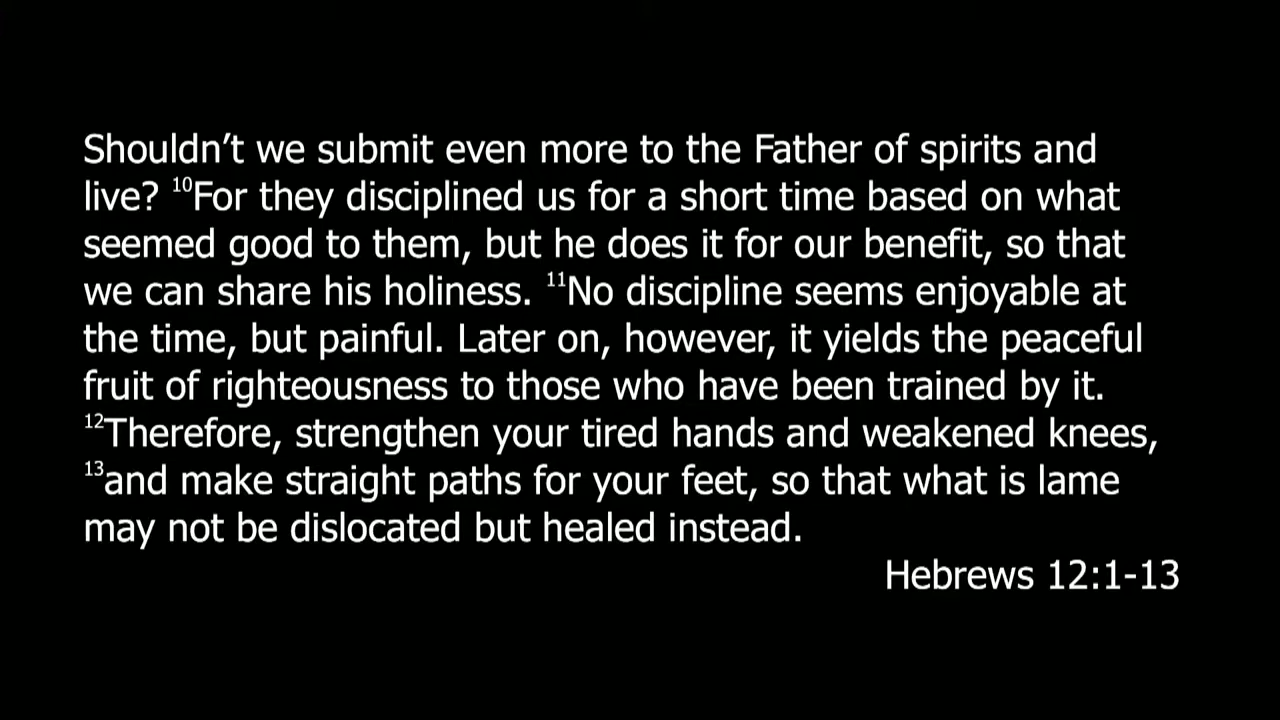 Shouldn’t we submit even more to the Father of spirits and
live? ¹⁰For they disciplined us for a short time based on what
seemed good to them, but he does it for our benefit, so that
we can share his holiness. ¹¹No discipline seems enjoyable at
the time, but painful. Later on, however, it yields the peaceful
fruit of righteousness to those who have been trained by it.
¹²Therefore, strengthen your tired hands and weakened knees,
¹³and make straight paths for your feet, so that what is lame
may not be dislocated but healed instead.
Hebrews 12:1-13